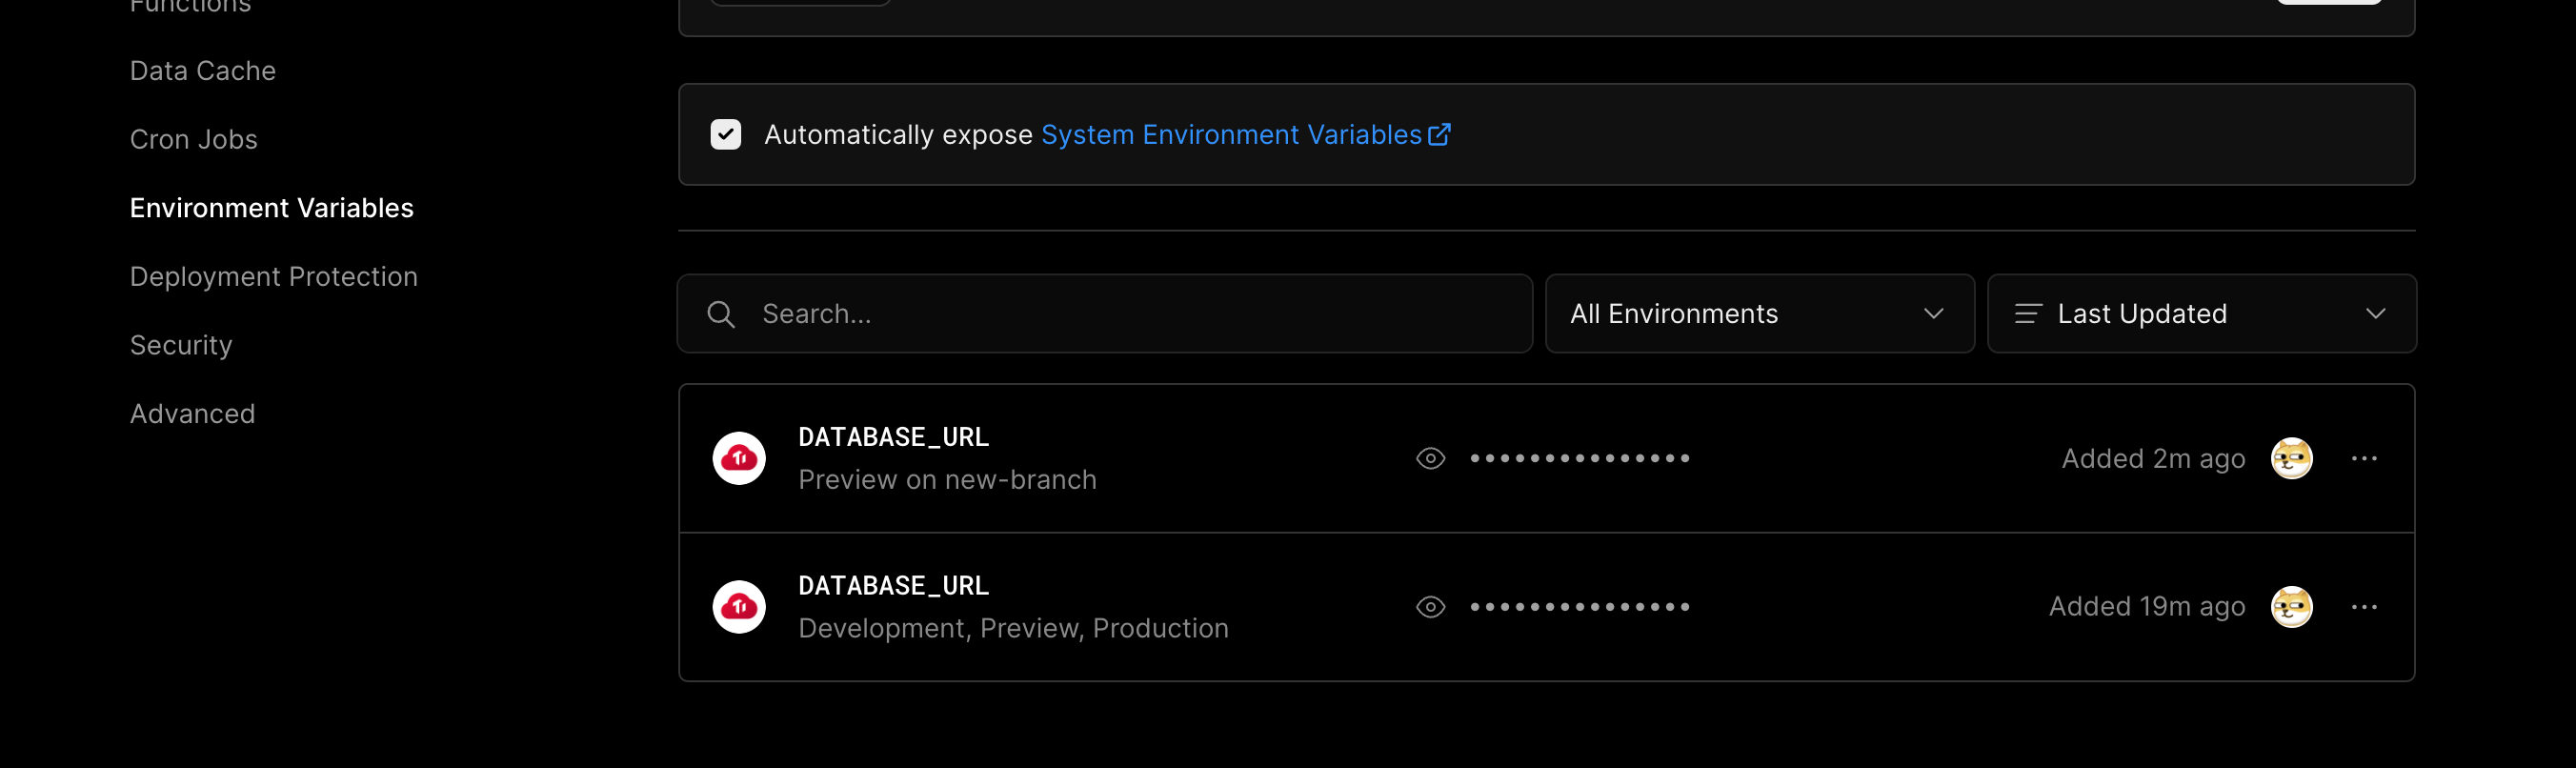 Functions
Data Cache
Cron Jobs
Environment Variables
Deployment Protection
Security
Advanced
Automatically expose System Environment Variables
Search...
All Environments
Last Updated
DATABASE_URL
Preview on new-branch
Added 2m ago
DATABASE_URL
Development, Preview, Production
Added 19m ago